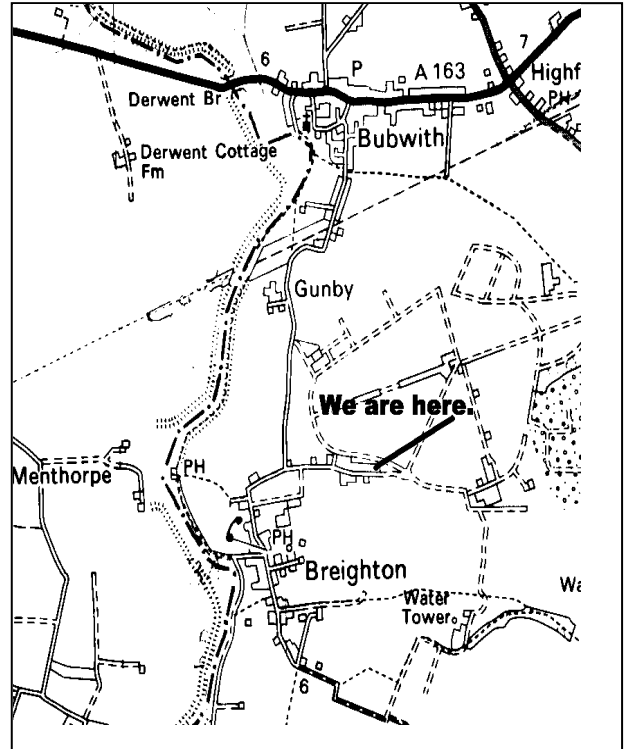 7
6
P
A 163
Highf
PH
Derwent Br
Bubwith
Derwent Cottage
Fm
Gunby
We are here.
Menthorpe
PH
PH
Breighton
Wa
Water
Tower
6